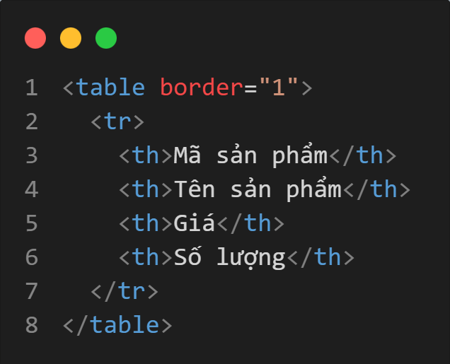 1 <table border="1">
2   <tr>
3     <th>Mã sản phẩm</th>
4     <th>Tên sản phẩm</th>
5     <th>Giá</th>
6     <th>Số lượng</th>
7   </tr>
8 </table>